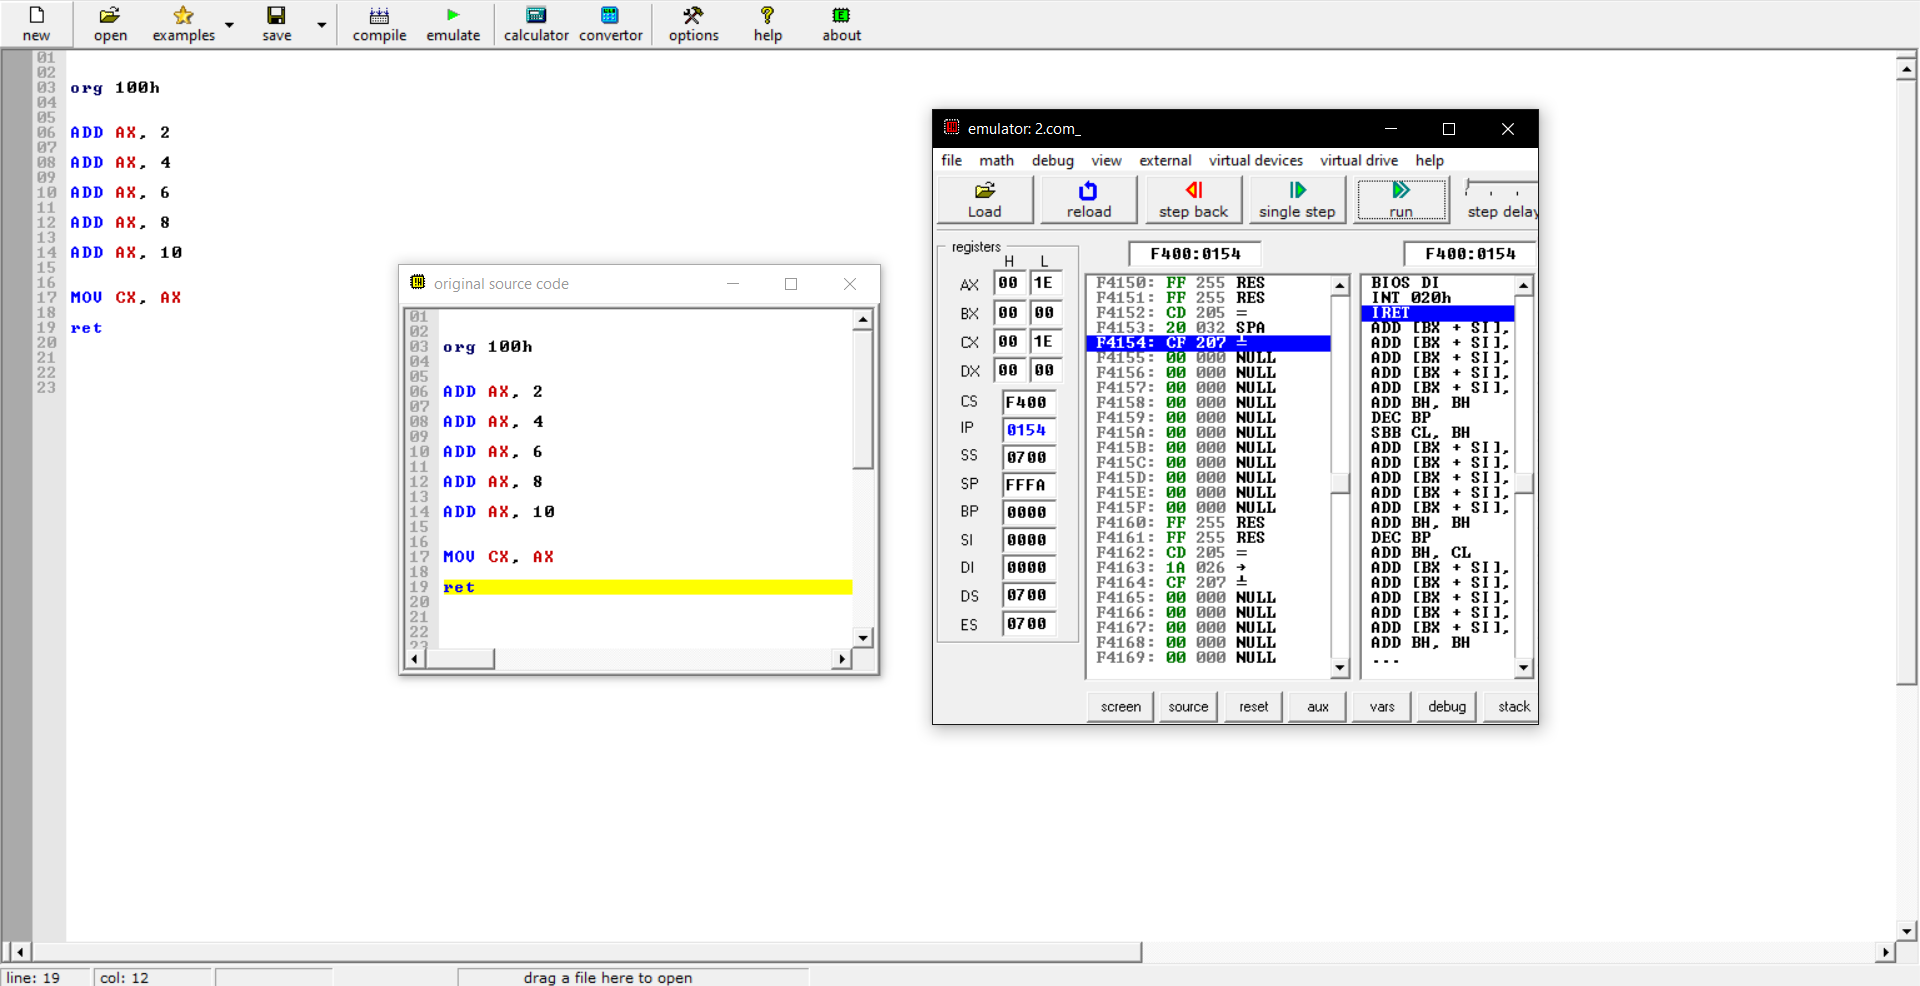 new open examples save compile emulate calculator convertor options help about
01
02
03 org 100h
04
05
06 ADD AX, 2
07
08 ADD AX, 4
09
10 ADD AX, 6
11
12 ADD AX, 8
13
14 ADD AX, 10
15
16
17 MOV CX, AX
18
19 ret
20
21
22
23
original source code
01
02
03 org 100h
04
05
06 ADD AX, 2
07
08 ADD AX, 4
09
10 ADD AX, 6
11
12 ADD AX, 8
13
14 ADD AX, 10
15
16
17 MOV CX, AX
18
19 ret
20
21
22
23
emulator: 2.com_
file math debug view external virtual devices virtual drive help
Load reload step back single step run step delay
registers
H L
AX 00 1E
BX 00 00
CX 00 1E
DX 00 00
CS F400
IP 0154
SS 0700
SP FFFA
BP 0000
SI 0000
DI 0000
DS 0700
ES 0700
F400:0154
F4150: FF 255 RES
F4151: FF 255 RES
F4152: CD 205 =
F4153: 20 032 SPA
F4154: CF 207 ╧
F4155: 00 000 NULL
F4156: 00 000 NULL
F4157: 00 000 NULL
F4158: 00 000 NULL
F4159: 00 000 NULL
F415A: 00 000 NULL
F415B: 00 000 NULL
F415C: 00 000 NULL
F415D: 00 000 NULL
F415E: 00 000 NULL
F415F: 00 000 NULL
F4160: FF 255 RES
F4161: FF 255 RES
F4162: CD 205 =
F4163: 1A 026 →
F4164: CF 207 ╧
F4165: 00 000 NULL
F4166: 00 000 NULL
F4167: 00 000 NULL
F4168: 00 000 NULL
F4169: 00 000 NULL
F400:0154
BIOS DI
INT 020h
IRET
ADD [BX + SI],
ADD [BX + SI],
ADD [BX + SI],
ADD [BX + SI],
ADD [BX + SI],
ADD BH, BH
DEC BP
SBB CL, BH
ADD [BX + SI],
ADD [BX + SI],
ADD [BX + SI],
ADD [BX + SI],
ADD [BX + SI],
ADD BH, BH
DEC BP
ADD BH, CL
ADD [BX + SI],
ADD [BX + SI],
ADD [BX + SI],
ADD [BX + SI],
ADD [BX + SI],
ADD BH, BH
...
screen source reset aux vars debug stack
line: 19 col: 12 drag a file here to open